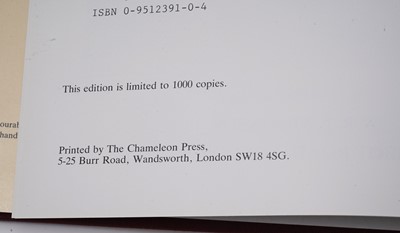 ISBN 0-9512391-0-4
This edition is limited to 1000 copies.
oural
hand
Printed by The Chameleon Press,
5-25 Burr Road, Wandsworth, London SW18 4SG.